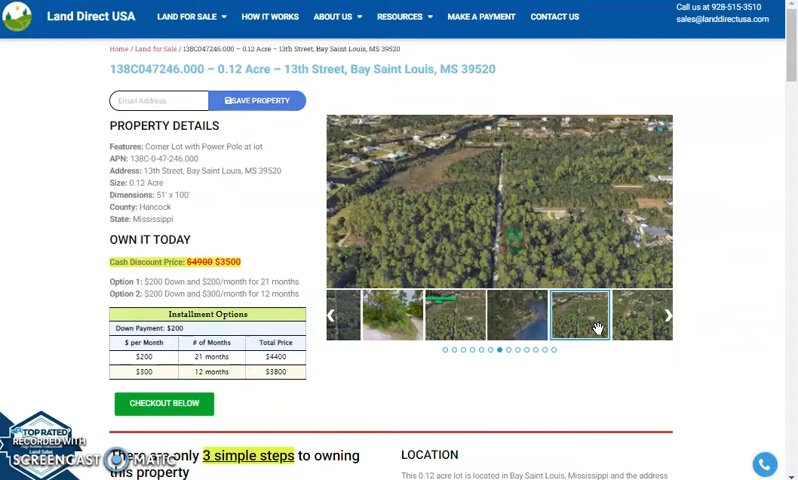 Land Direct USA
LAND FOR SALE
HOW IT WORKS
ABOUT US
RESOURCES
MAKE A PAYMENT
CONTACT US
Call us at 928-515-3510
sales@landdirectusa.com
Home / Land for Sale / 138C047246.000 – 0.12 Acre – 13th Street, Bay Saint Louis, MS 39520
138C047246.000 – 0.12 Acre – 13th Street, Bay Saint Louis, MS 39520
Email Address
SAVE PROPERTY
PROPERTY DETAILS
Features: Corner Lot with Power Pole at lot
APN: 138C-0-47-246.000
Address: 13th Street, Bay Saint Louis, MS 39520
Size: 0.12 Acre
Dimensions: 51' x 100'
County: Hancock
State: Mississippi
OWN IT TODAY
Cash Discount Price: $4900 $3500
Option 1: $200 Down and $200/month for 21 months
Option 2: $200 Down and $300/month for 12 months
Installment Options
Down Payment: $200
$ per Month # of Months Total Price
$200 21 months $4400
$300 12 months $3800
CHECKOUT BELOW
TOP RATED
Land Sales
RECORDED WITH
SCREENCAST MATIC
There are only 3 simple steps to owning
this property
LOCATION
This 0.12 acre lot is located in Bay Saint Louis, Mississippi and the address